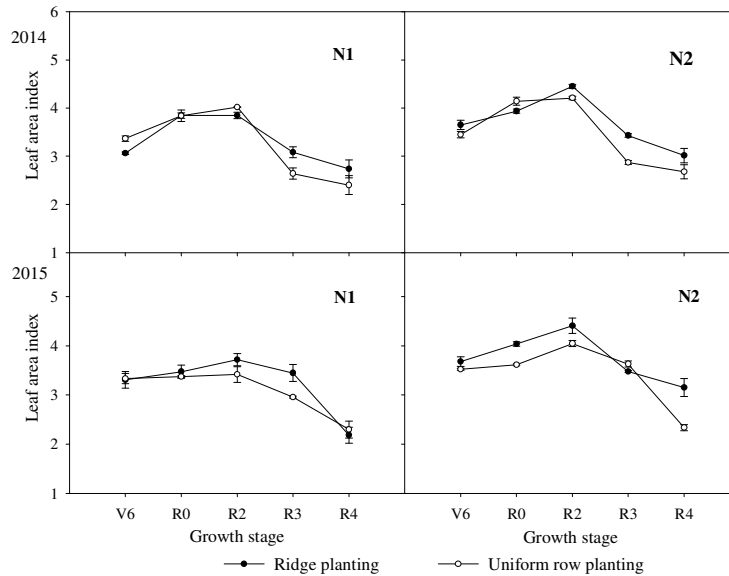 6
2014
N1
N2
5
4
3
2
1
Leaf area index
2015
N1
N2
5
4
3
2
1
Leaf area index
V6 R0 R2 R3 R4 V6 R0 R2 R3 R4
Growth stage Growth stage
Ridge planting Uniform row planting